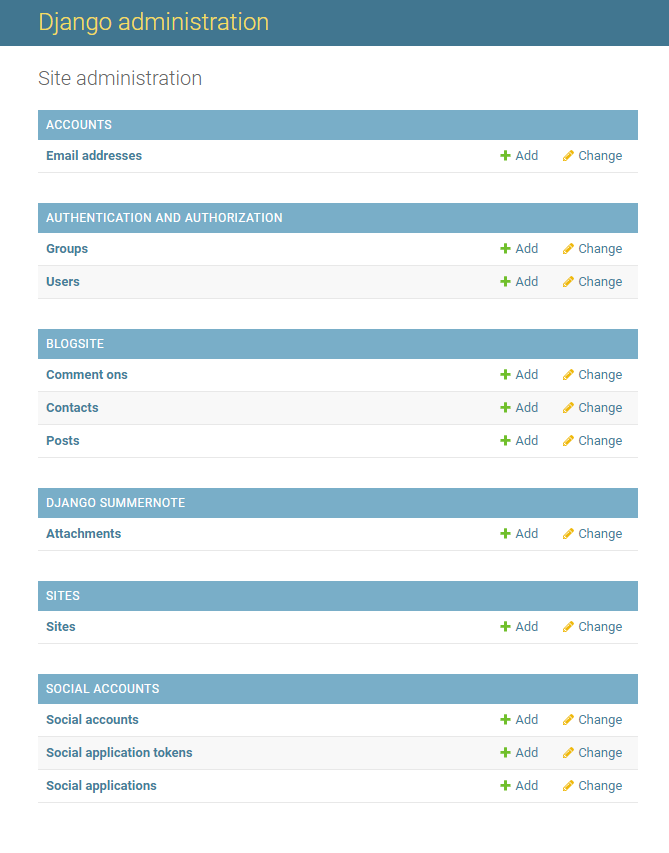 Django administration
Site administration
ACCOUNTS
Email addresses Add Change
AUTHENTICATION AND AUTHORIZATION
Groups Add Change
Users Add Change
BLOGSITE
Comment ons Add Change
Contacts Add Change
Posts Add Change
DJANGO SUMMERNOTE
Attachments Add Change
SITES
Sites Add Change
SOCIAL ACCOUNTS
Social accounts Add Change
Social application tokens Add Change
Social applications Add Change